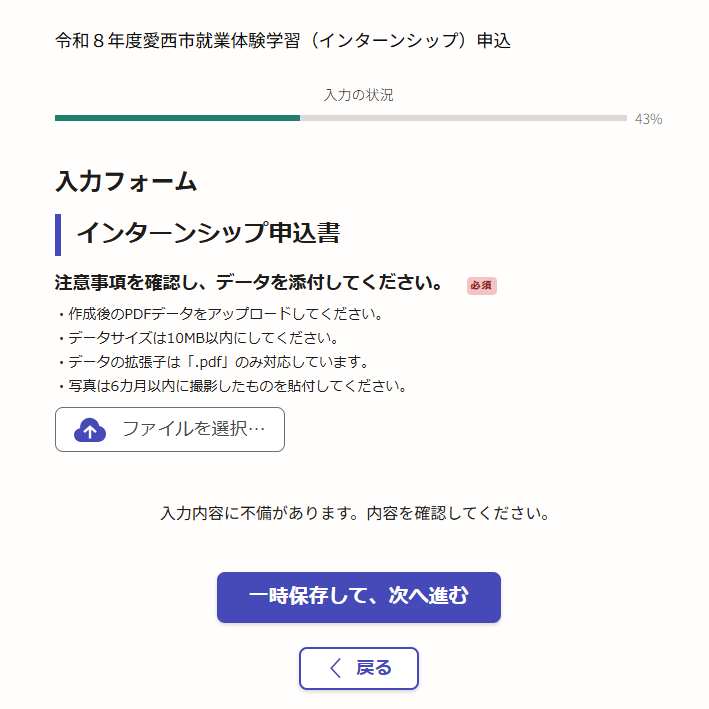 令和８年度愛西市就業体験学習（インターンシップ）申込
入力の状況
43%
入力フォーム
インターンシップ申込書
注意事項を確認し、データを添付してください。 必須
・作成後のPDFデータをアップロードしてください。
・データサイズは10MB以内にしてください。
・データの拡張子は「.pdf」のみ対応しています。
・写真は6カ月以内に撮影したものを貼付してください。
ファイルを選択…
入力内容に不備があります。内容を確認してください。
一時保存して、次へ進む
戻る